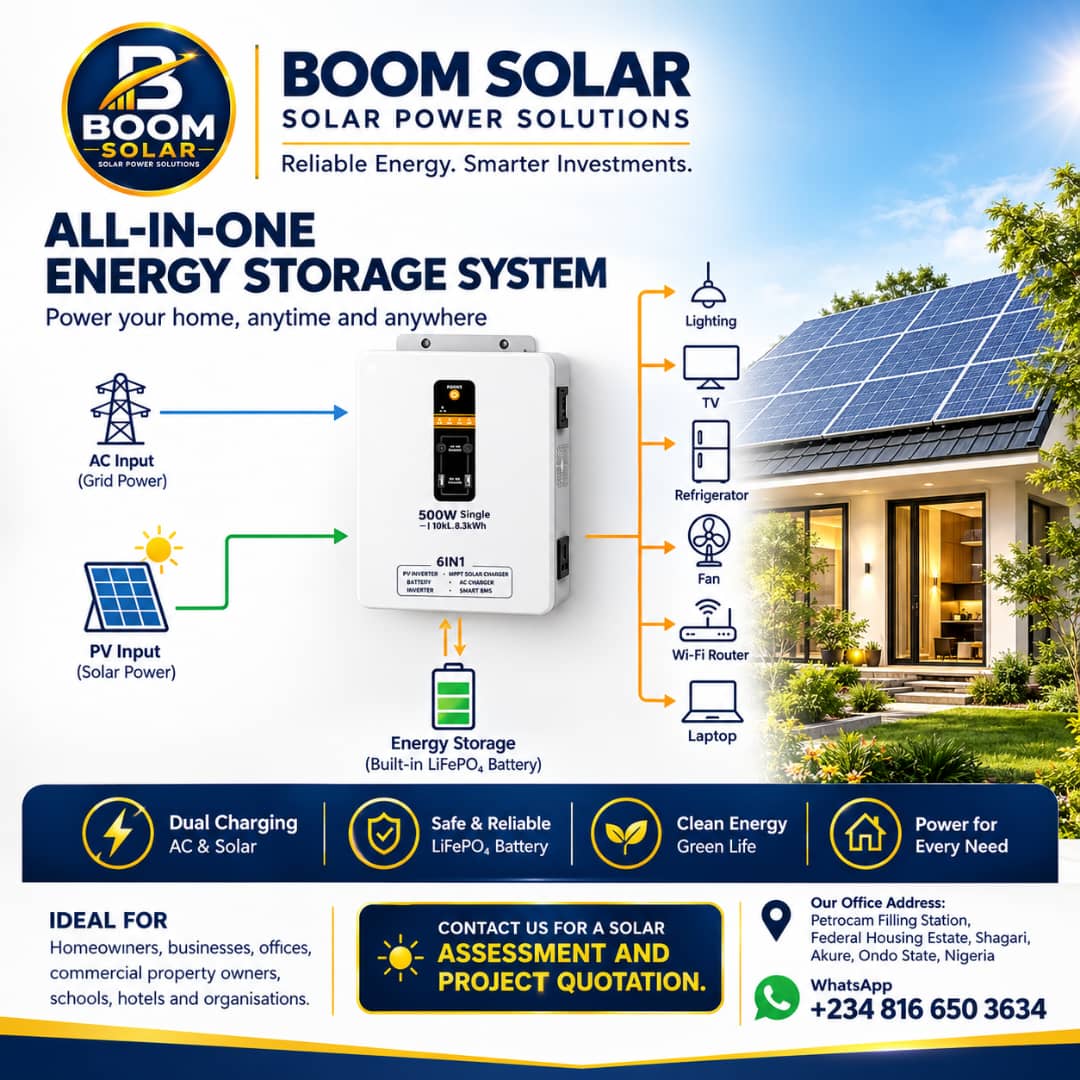 B
BOOM
SOLAR
SOLAR POWER SOLUTIONS
BOOM SOLAR
SOLAR POWER SOLUTIONS
Reliable Energy. Smarter Investments.
ALL-IN-ONE
ENERGY STORAGE SYSTEM
Power your home, anytime and anywhere
AC Input
(Grid Power)
PV Input
(Solar Power)
500W Single
6IN1
PV INVERTER • MPPT SOLAR CHARGER
BATTERY • AC CHARGER
INVERTER • SMART BMS
Energy Storage
(Built-in LiFePO₄ Battery)
Lighting
TV
Refrigerator
Fan
Wi-Fi Router
Laptop
Dual Charging
AC & Solar
Safe & Reliable
LiFePO₄ Battery
Clean Energy
Green Life
Power for
Every Need
IDEAL FOR
Homeowners, businesses, offices,
commercial property owners,
schools, hotels and organisations.
CONTACT US FOR A SOLAR
ASSESSMENT AND
PROJECT QUOTATION.
Our Office Address:
Petrocam Filling Station,
Federal Housing Estate, Shagari,
Akure, Ondo State, Nigeria
WhatsApp
+234 816 650 3634